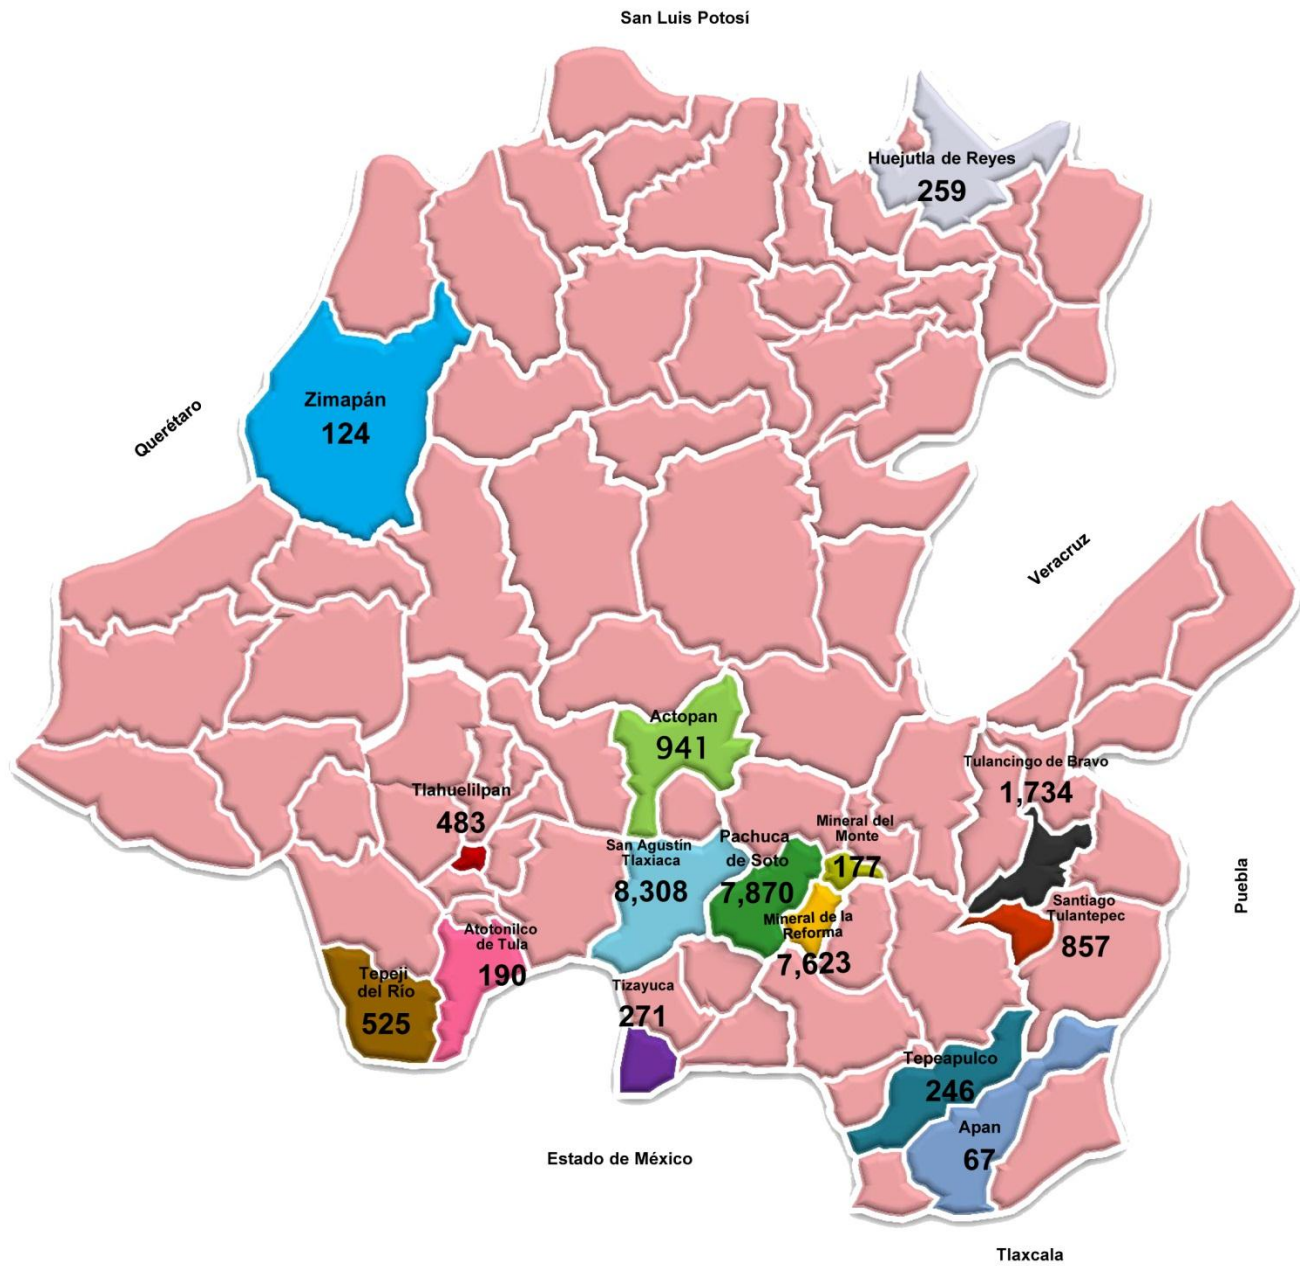 San Luis Potosí
Huejutla de Reyes
259
Zimapán
124
Querétaro
Veracruz
Actopan
941
Tulancingo de Bravo
1,734
Tlahuelilpan
483
Mineral del
Monte
177
Pachuca
de Soto
7,870
San Agustín
Tlaxiaca
8,308
Puebla
Santiago
Tulantepec
857
Mineral de la
Reforma
7,623
Atotonilco
de Tula
190
Tepeji
del Río
525
Tizayuca
271
Tepeapulco
246
Apan
67
Estado de México
Tlaxcala